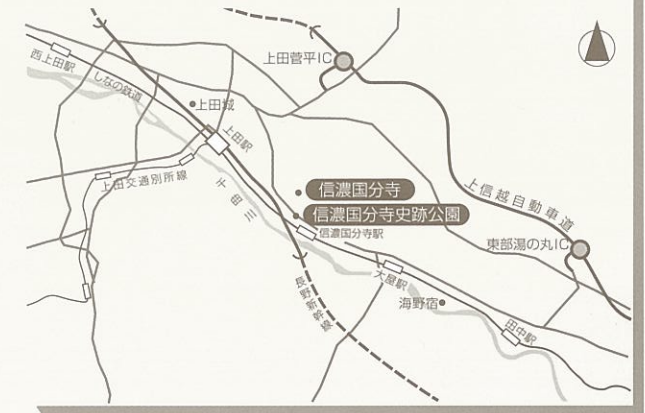 上田菅平IC
西上田駅
しなの鉄道
上田城
上田駅
上田交通別所線
千曲川
信濃国分寺
信濃国分寺史跡公園
信濃国分寺駅
上信越自動車道
東部湯の丸IC
大屋駅
海野宿
長野新幹線
田中駅